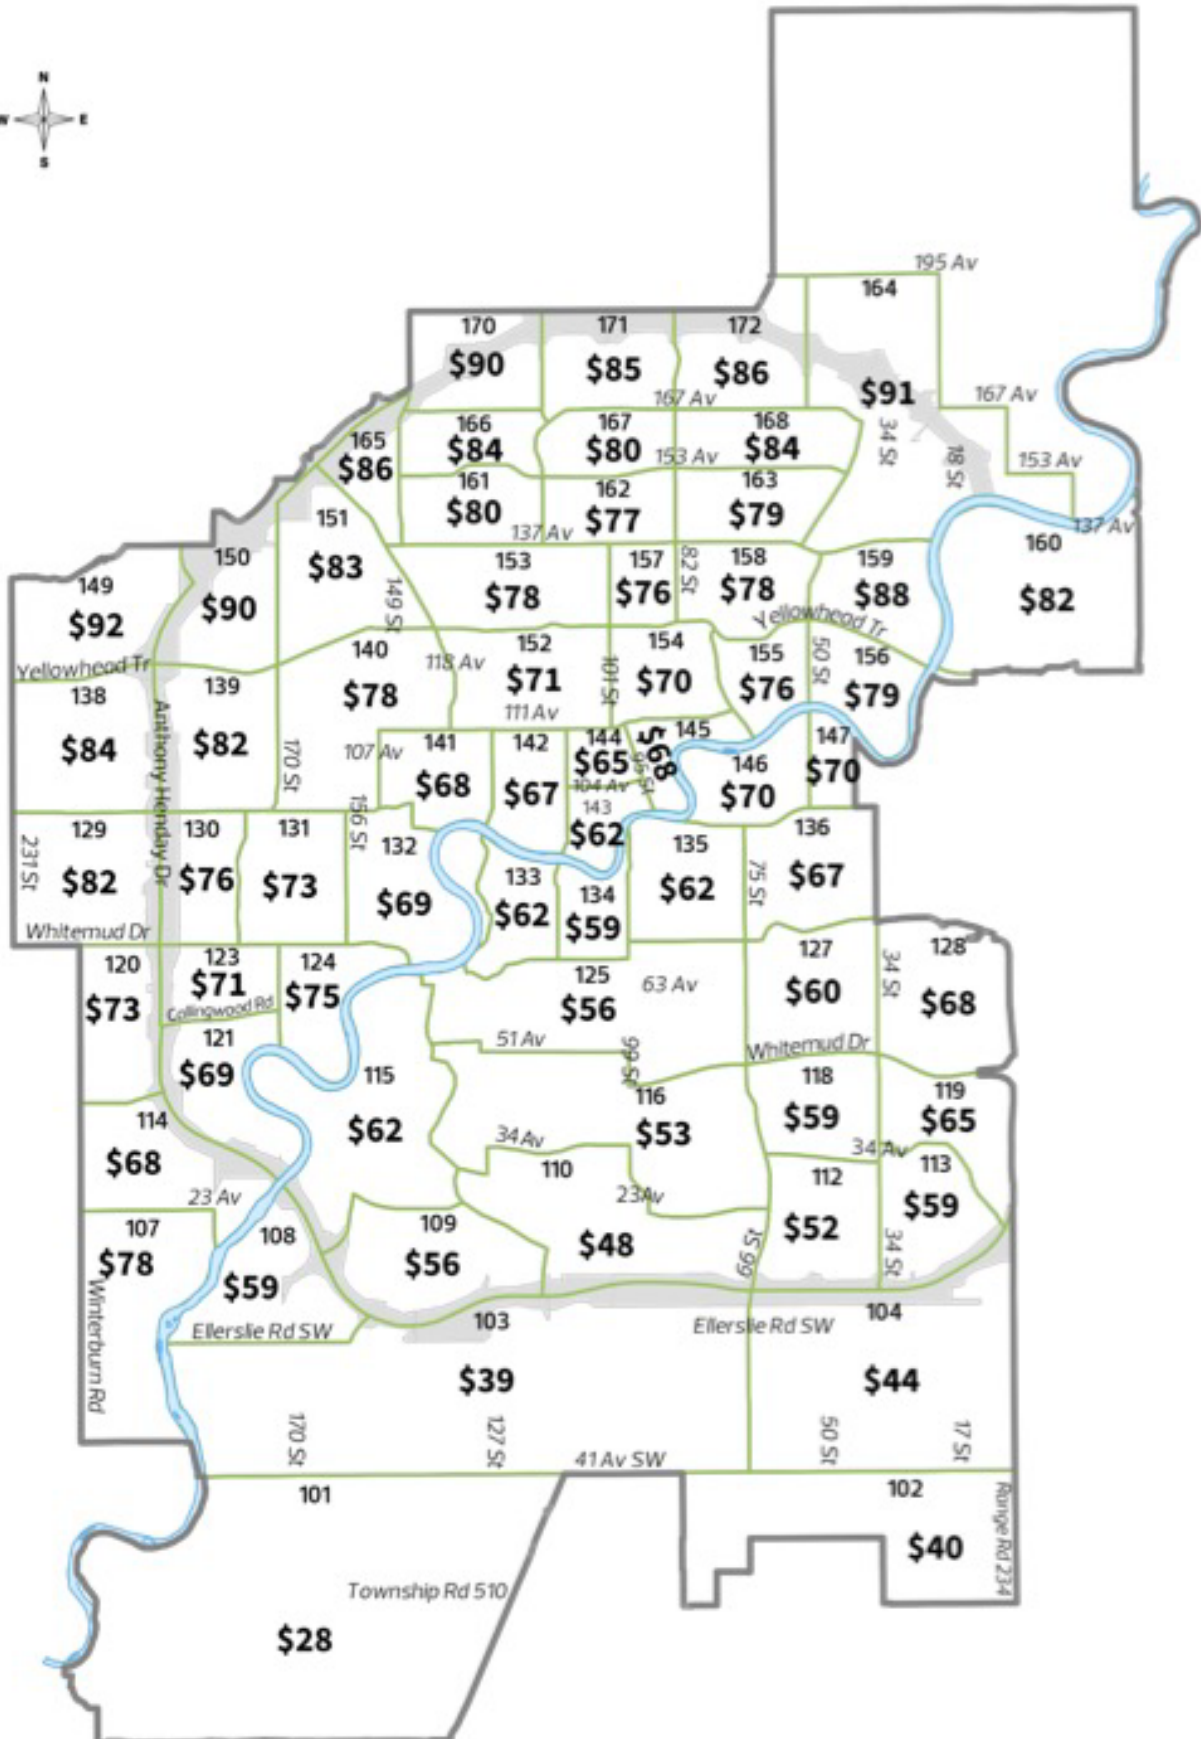 N
W E
S
195 Av
164
170 171 172
$90 $85 $86
$91
167 Av
167 Av
34 St
18 St
165
$86
166
$84
167
$80
168
$84
153 Av
153 Av
161
$80
162
$77
163
$79
137 Av
137 Av
151
$83
149 St
149
$92
150
$90
153
$78
157
$76
82 St
158
$78
159
$88
160
$82
Yellowhead Tr
Yellowhead Tr
138
$84
139
$82
140
$78
118 Av
152
$71
111 Av
101 St
154
$70
155
$76
50 St
156
$79
Anthony Henday Dr
170 St
107 Av
141
$68
142
$67
144
$65
104 Av
95 St
145
$68
146
$70
147
$70
143
$62
156 St
231 St
129
$82
130
$76
131
$73
132
$69
133
$62
134
$59
135
$62
75 St
136
$67
Whitemud Dr
120
$73
123
$71
Collingwood Rd
124
$75
121
$69
125
$56
63 Av
127
$60
34 St
128
$68
51 Av
99 St
Whitemud Dr
115
$62
116
$53
118
$59
119
$65
34 Av
34 Av
114
$68
110
$48
23 Av
23 Av
112
$52
113
$59
34 St
66 St
107
$78
108
$59
109
$56
Winterburn Rd
Ellerslie Rd SW
103
$39
Ellerslie Rd SW
104
$44
170 St
127 St
50 St
17 St
41 Av SW
101
102
$40
Range Rd 234
Township Rd 510
$28